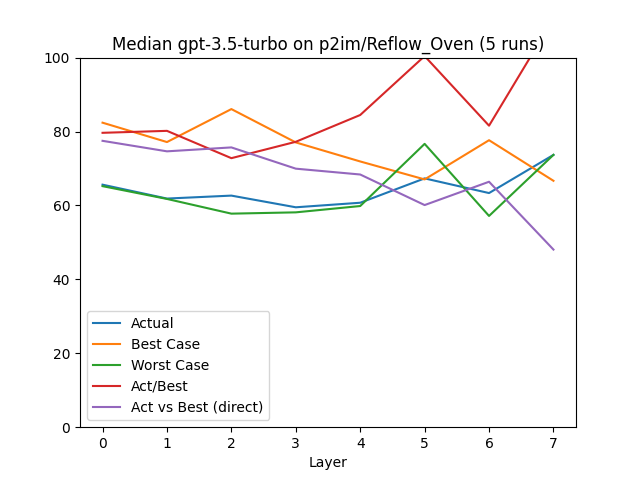 Median gpt-3.5-turbo on p2im/Reflow_Oven (5 runs)
100
80
60
40
20
0
Actual
Best Case
Worst Case
Act/Best
Act vs Best (direct)
0 1 2 3 4 5 6 7
Layer